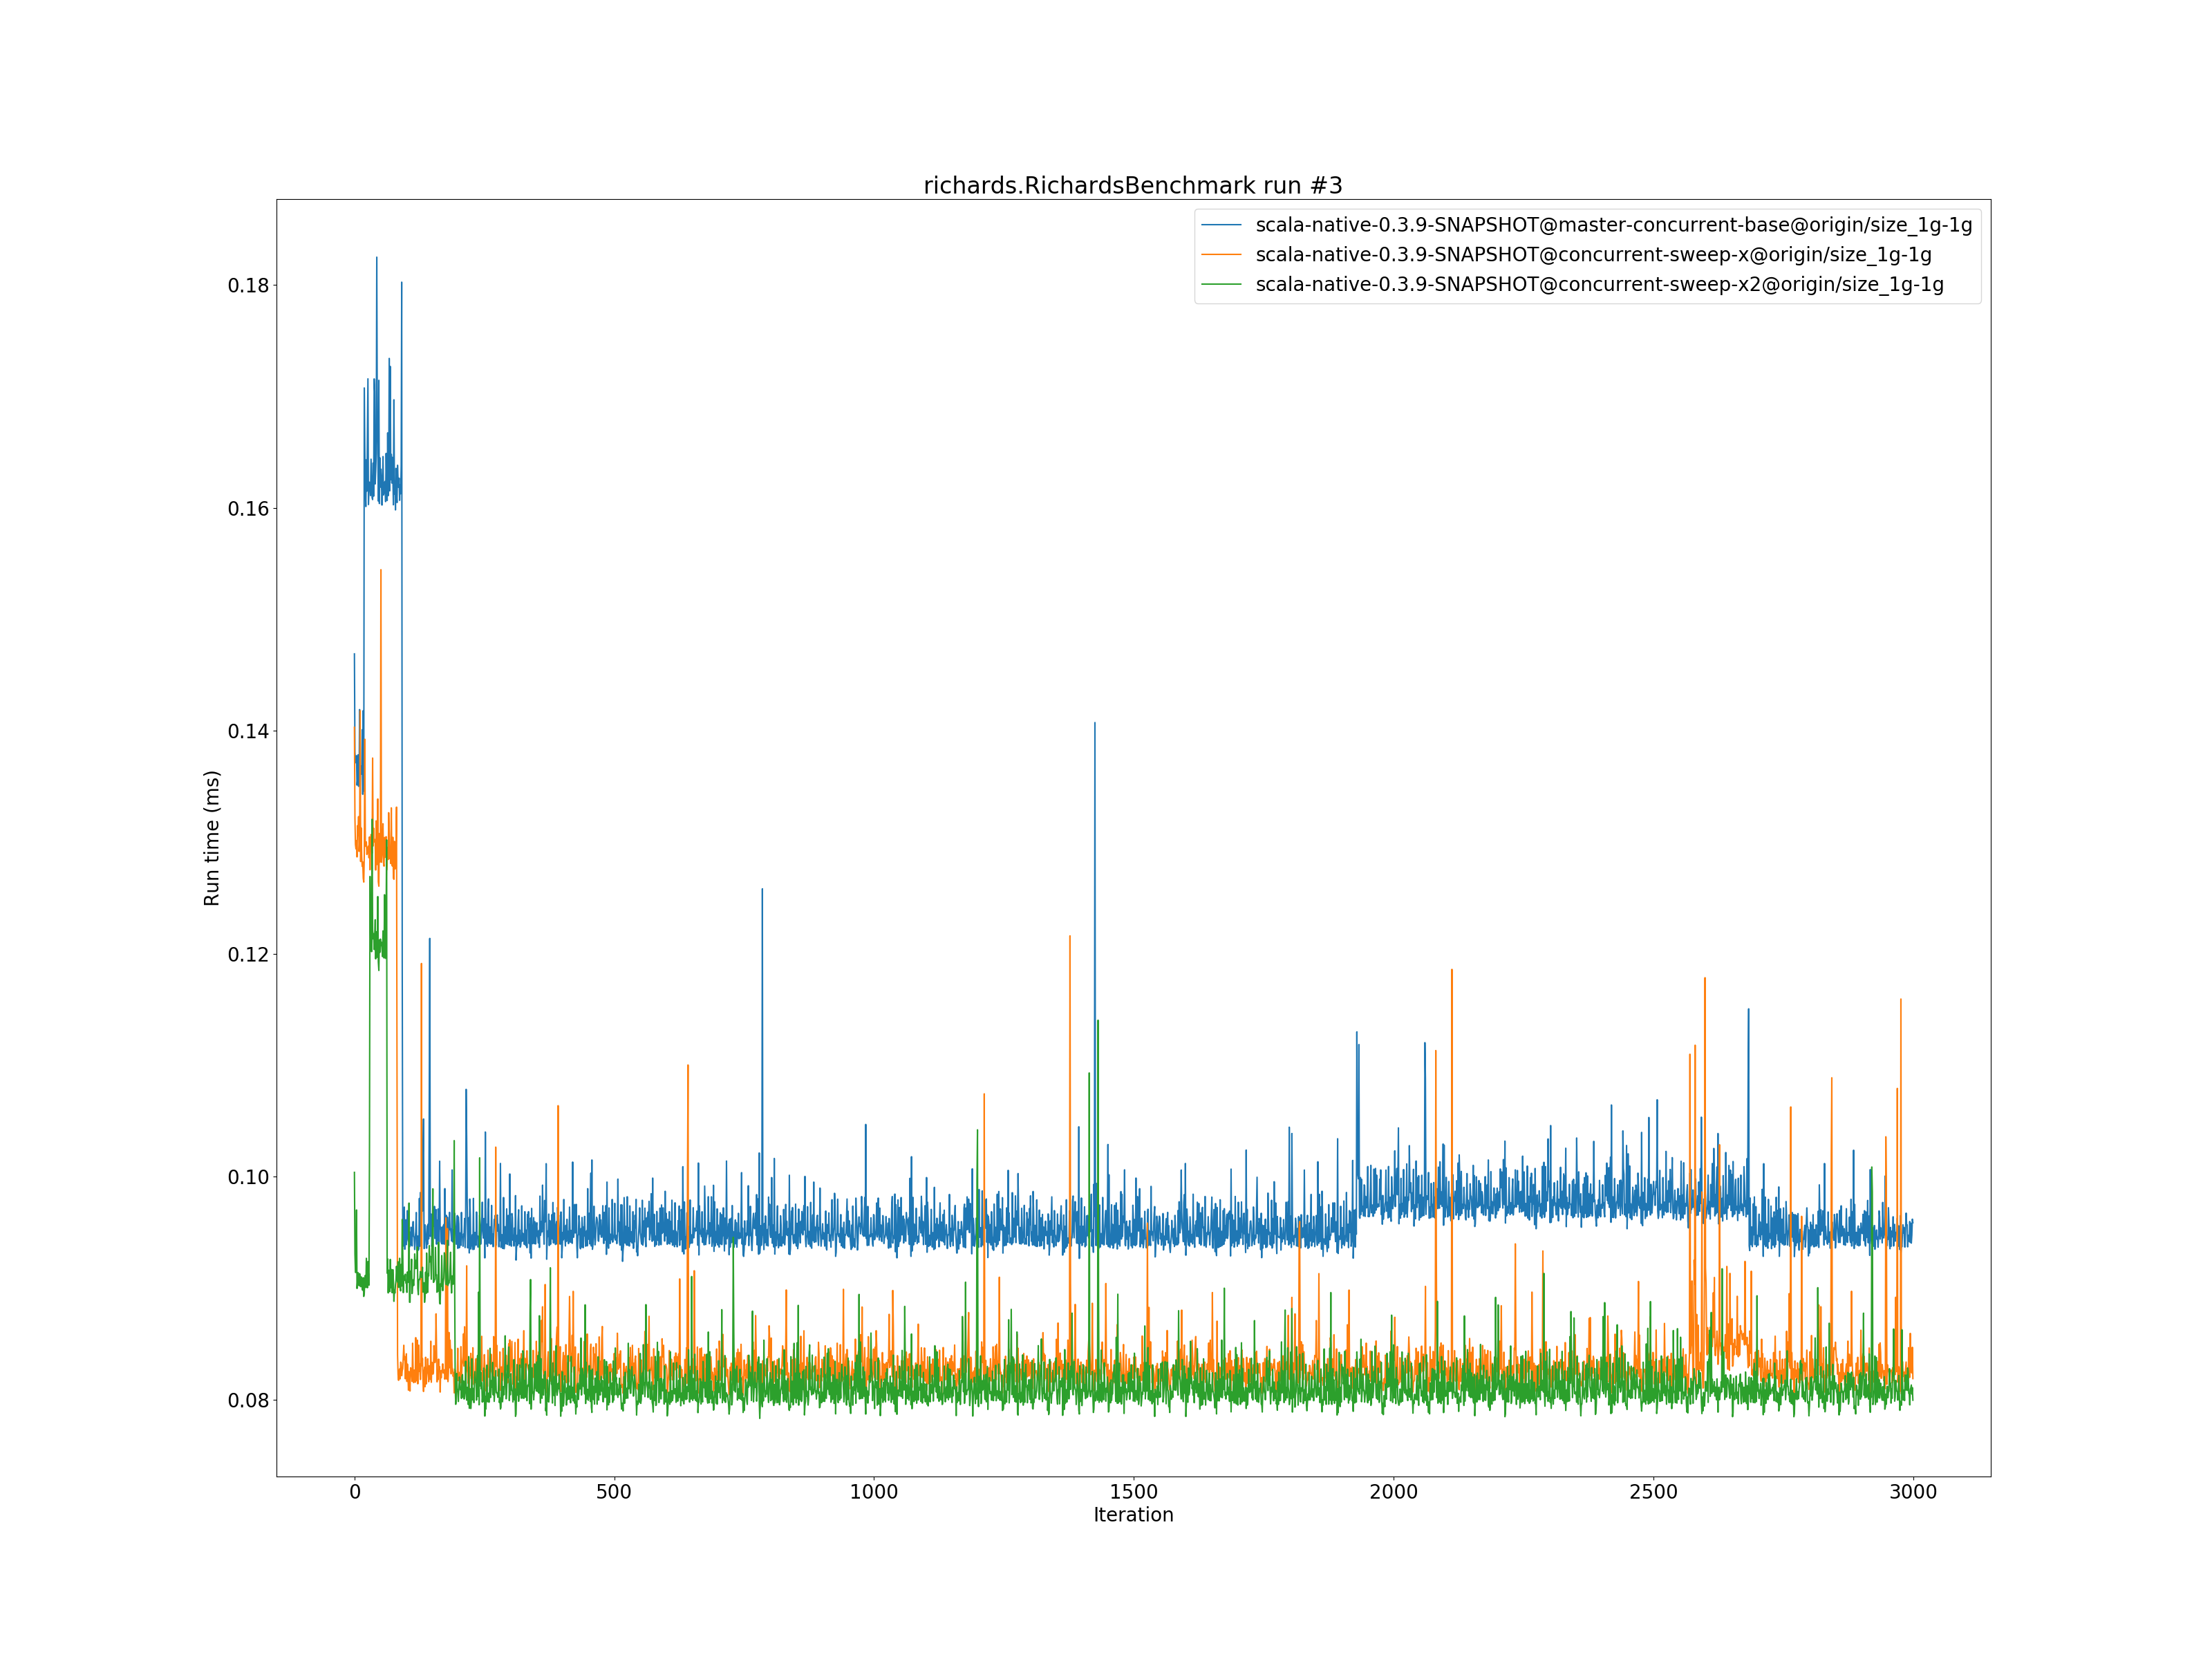 richards.RichardsBenchmark run #3
scala-native-0.3.9-SNAPSHOT@master-concurrent-base@origin/size_1g-1g
scala-native-0.3.9-SNAPSHOT@concurrent-sweep-x@origin/size_1g-1g
scala-native-0.3.9-SNAPSHOT@concurrent-sweep-x2@origin/size_1g-1g
0.18
0.16
0.14
0.12
0.10
0.08
Run time (ms)
0 500 1000 1500 2000 2500 3000
Iteration